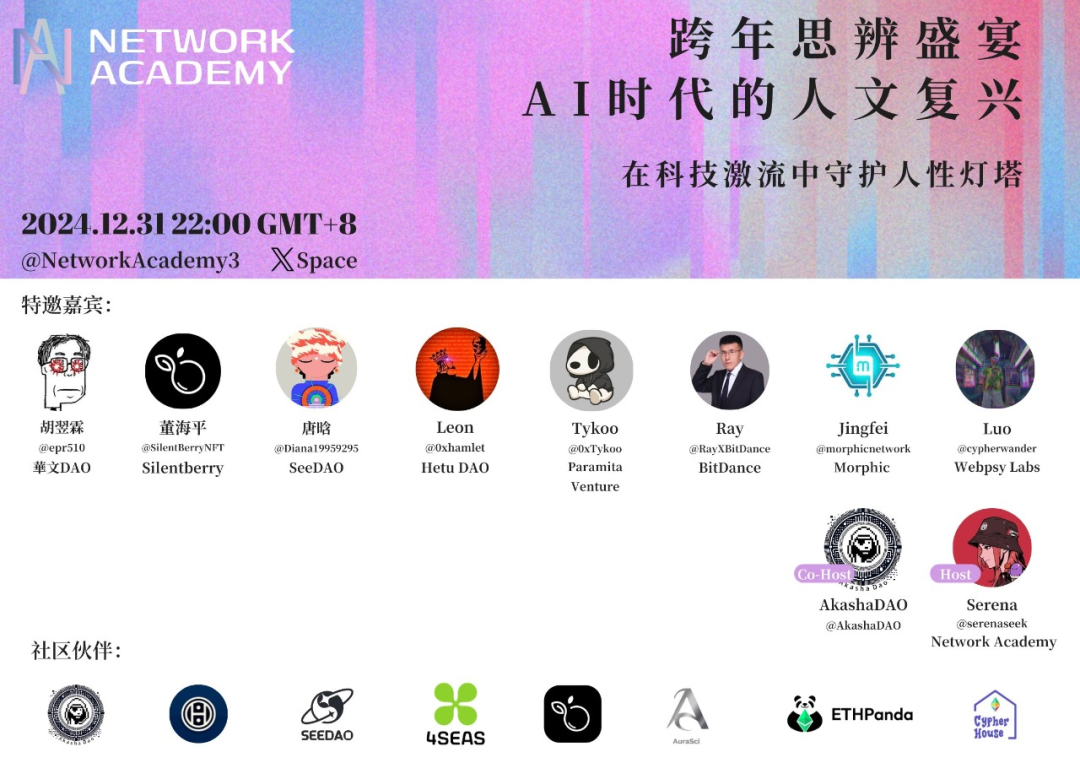 NETWORK
ACADEMY
跨年思辨盛宴
AI时代的人文复兴
在科技激流中守护人性灯塔
2024.12.31 22:00 GMT+8
@NetworkAcademy3 XSpace
特邀嘉宾:
胡翌霖
@epr510
華文DAO
董海平
@SilentBerryNFT
Silentberry
唐晗
@Diana19959295
SeeDAO
Leon
@0xhamlet
Hetu DAO
Tykoo
@0xTykoo
Paramita
Venture
Ray
@RayXBitDance
BitDance
m
Jingfei
@morphicnetwork
Morphic
Luo
@cypherwander
Webpsy Labs
Co-Host
AkashaDao
AkashaDAO
@AkashaDAO
Host
Serena
@serenaseek
Network Academy
社区伙伴:
AkashaDao
SEEDAO
4SEAS
AuraSci
ETHPanda
Cypher
House